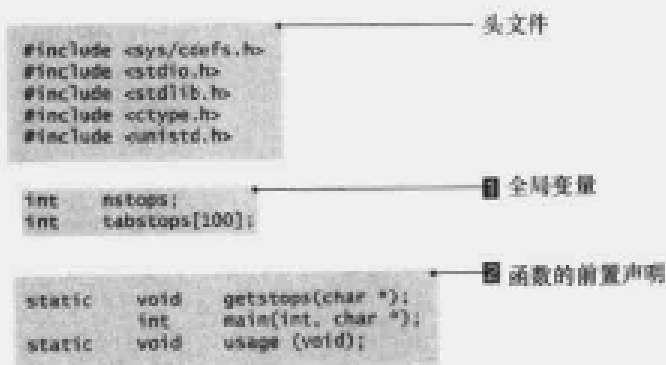 头文件
#include <sys/cdefs.h>
#include <stdio.h>
#include <stdlib.h>
#include <ctype.h>
#include <unistd.h>
1 全局变量
int nstops;
int tabstops[100];
2 函数的前置声明
static void getstops(char *);
int main(int, char *);
static void usage (void);